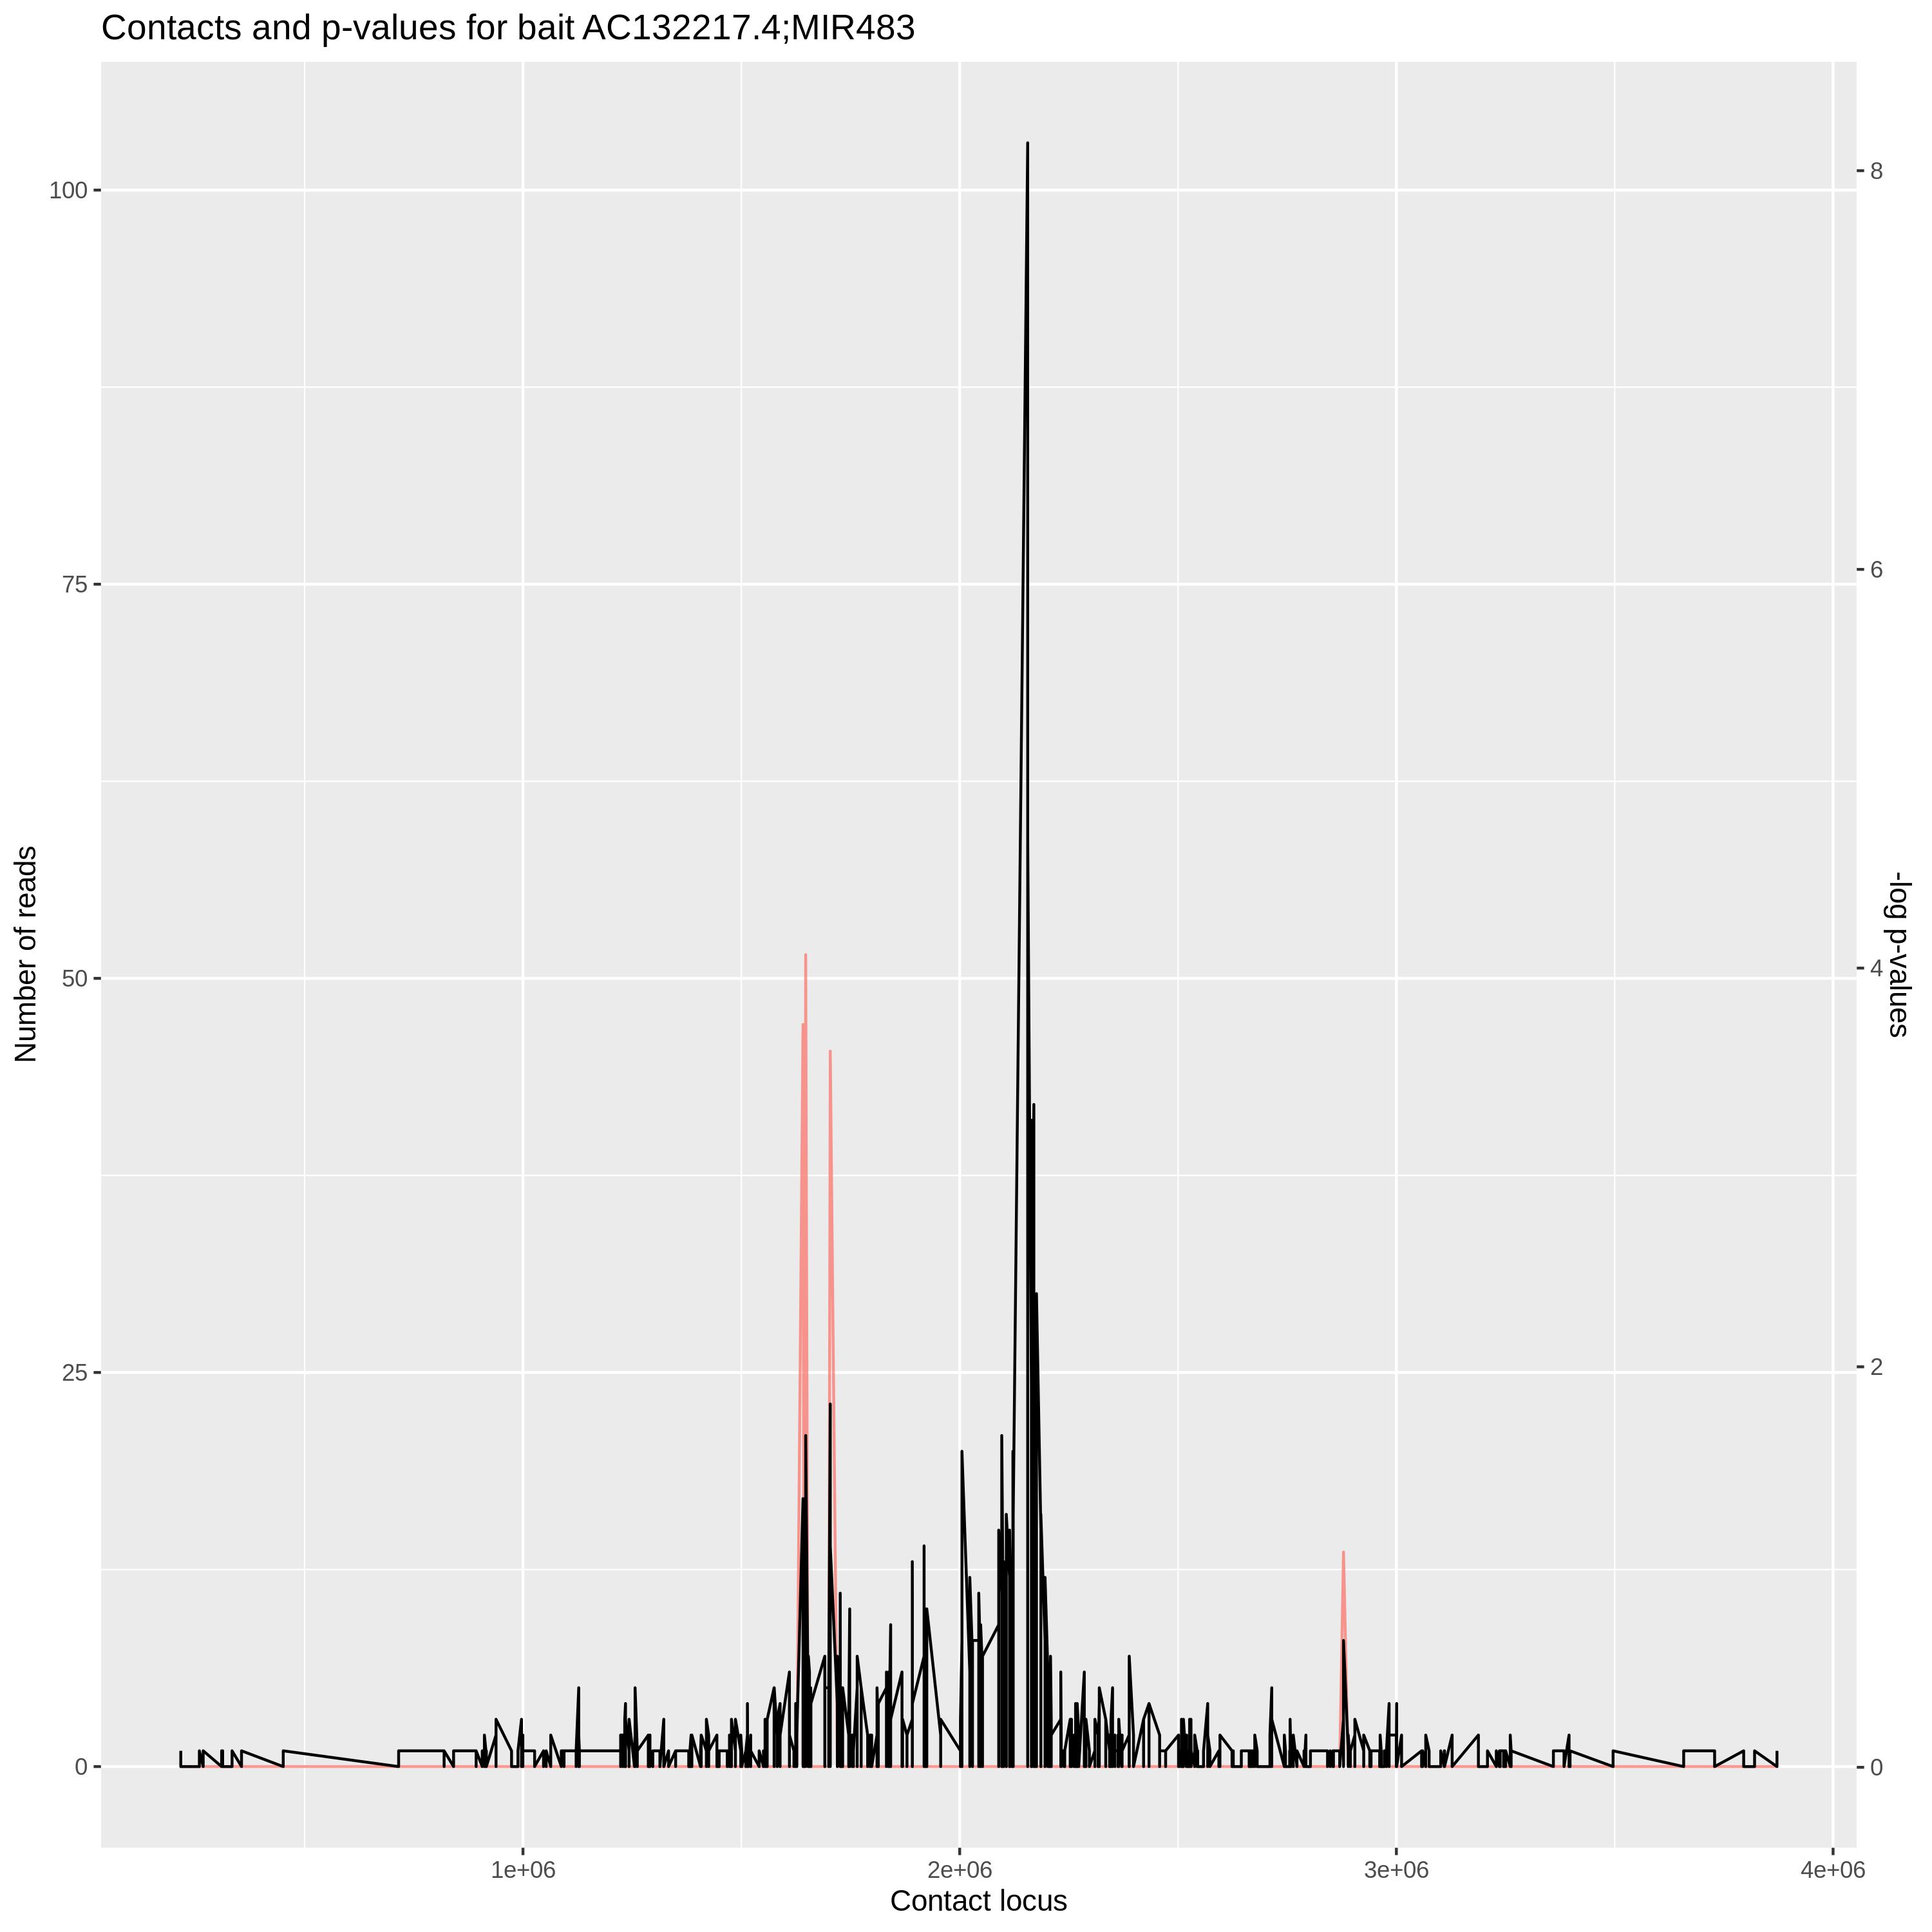 Contacts and p-values for bait AC132217.4;MIR483
100
75
50
25
0
Number of reads
8
6
4
2
0
-log p-values
1e+06
2e+06
3e+06
4e+06
Contact locus